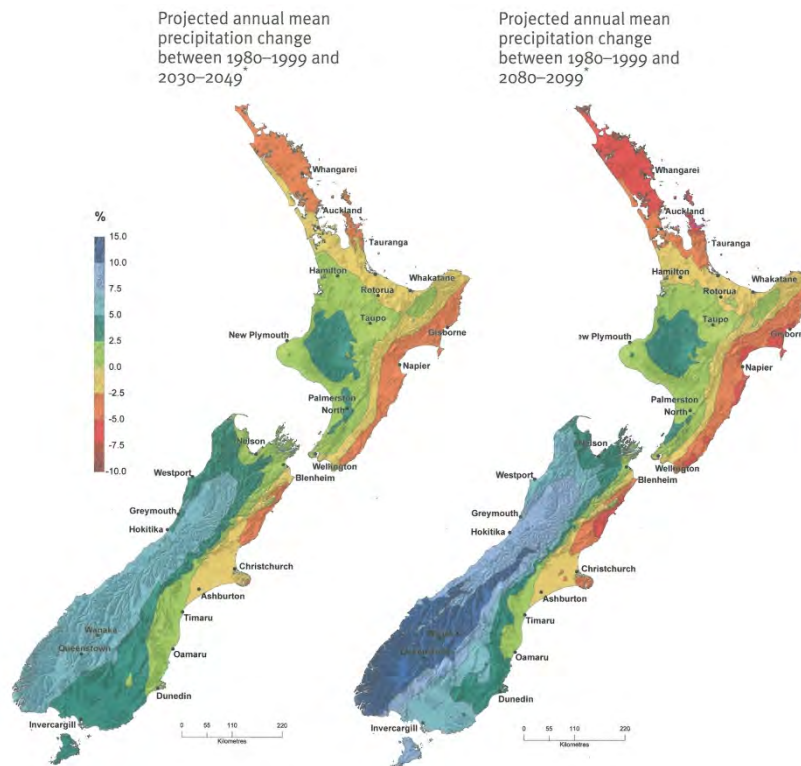 Projected annual mean
precipitation change
between 1980–1999 and
2030–2049*
Projected annual mean
precipitation change
between 1980–1999 and
2080–2099*
%
15.0
10.0
7.5
5.0
2.5
0.0
-2.5
-5.0
-7.5
-10.0
Whangarei
Auckland
Tauranga
Hamilton
Whakatane
Rotorua
Taupo
New Plymouth
Gisborne
Napier
Palmerston
North
Nelson
Wellington
Westport
Blenheim
Greymouth
Hokitika
Christchurch
Ashburton
Timaru
Wanaka
Queenstown
Oamaru
Dunedin
Invercargill
0 55 110 220
Kilometres
Whangarei
Auckland
Tauranga
Hamilton
Whakatane
Rotorua
Taupo
ew Plymouth
Gisborn
Napier
Palmerston
North
Nelson
Wellington
Westport
Blenheim
Greymouth
Hokitika
Christchurch
Ashburton
Timaru
Oamaru
Dunedin
Invercargill
0 55 110 220
Kilometres